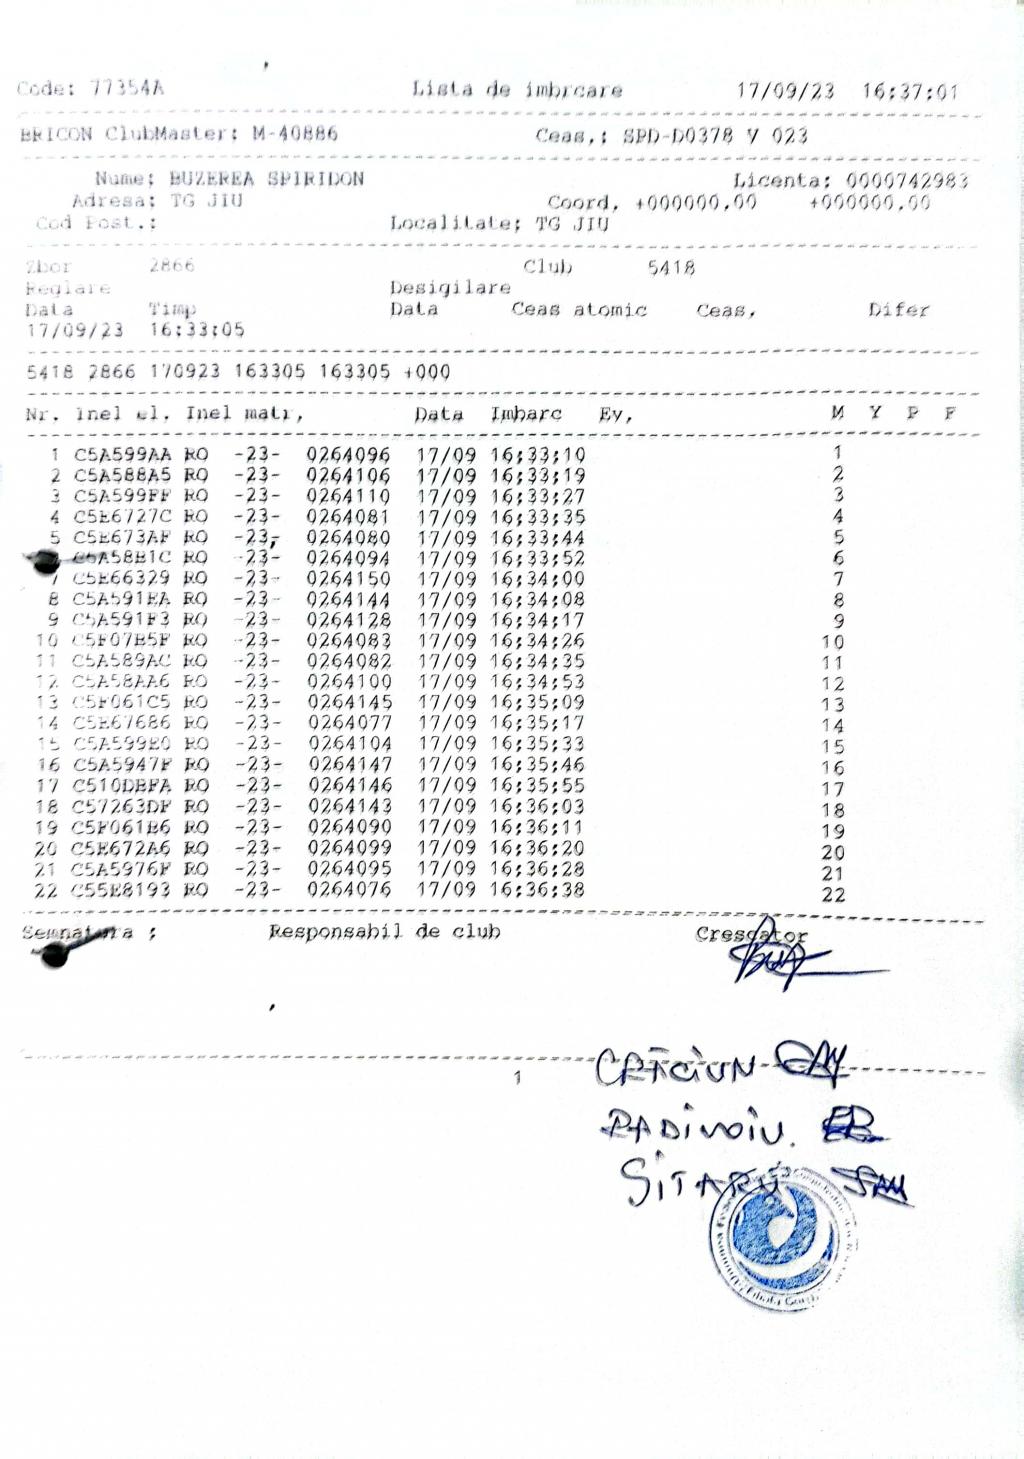 Code: 77354A Lista de imbrcare 17/09/23 16:37:01
BRICON ClubMaster: M-40886 Ceas.: SPD-D0378 V 023
Nume: BUZEREA SPIRIDON Licenta: 0000742983
Adresa: TG JIU Coord. +000000.00 +000000.00
Cod Post.: Localitate: TG JIU
Zbor 2866 Club 5418
Reglare Desigilare
Data Timp Data Ceas atomic Ceas. Difer
17/09/23 16:33:05
5418 2866 170923 163305 163305 +000
Nr. inel el. Inel matr. Data Imbarc Ev. M Y P F
1 C5A599AA RO -23- 0264096 17/09 16:33:10 1
2 C5A588A5 RO -23- 0264106 17/09 16:33:19 2
3 C5A599FF RO -23- 0264110 17/09 16:33:27 3
4 C5E6727C RO -23- 0264081 17/09 16:33:35 4
5 C5E673AF RO -23- 0264080 17/09 16:33:44 5
C5A58B1C RO -23- 0264094 17/09 16:33:52 6
7 C5E66329 RO -23- 0264150 17/09 16:34:00 7
8 C5A591EA RO -23- 0264144 17/09 16:34:08 8
9 C5A591F3 RO -23- 0264128 17/09 16:34:17 9
10 C5F07B5F RO -23- 0264083 17/09 16:34:26 10
11 C5A589AC RO -23- 0264082 17/09 16:34:35 11
12 C5A58AA6 RO -23- 0264100 17/09 16:34:53 12
13 C5F061C5 RO -23- 0264145 17/09 16:35:09 13
14 C5E67686 RO -23- 0264077 17/09 16:35:17 14
15 C5A599E0 RO -23- 0264104 17/09 16:35:33 15
16 C5A5947F RO -23- 0264147 17/09 16:35:46 16
17 C510DBFA RO -23- 0264146 17/09 16:35:55 17
18 C57263DF RO -23- 0264143 17/09 16:36:03 18
19 C5F061B6 RO -23- 0264090 17/09 16:36:11 19
20 C5E672A6 RO -23- 0264099 17/09 16:36:20 20
21 C5A5976F RO -23- 0264095 17/09 16:36:28 21
22 C55E8193 RO -23- 0264076 17/09 16:36:38 22
Semnatura : Responsabil de club Crescator
1
CRĂCIUN
RADIVOIU.
SITARU